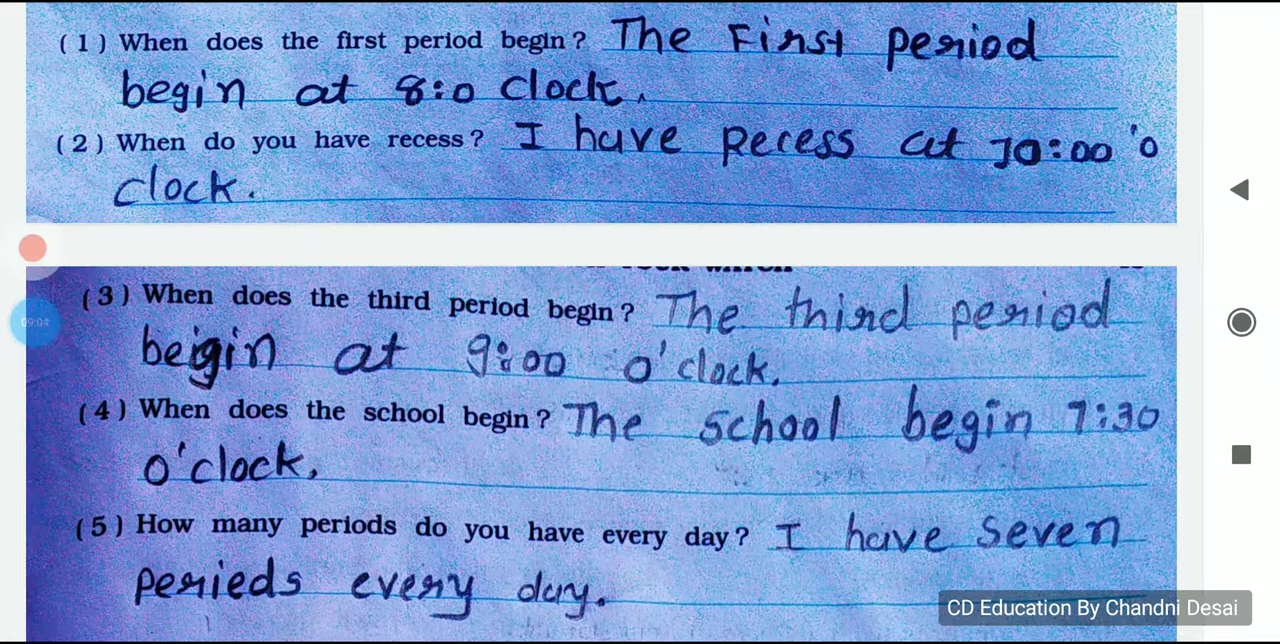 (1) When does the first period begin? The First period
begin at 8:0 clock.
(2) When do you have recess? I have Recess at 10:00 'o
clock.
(3) When does the third period begin? The third period
begin at 9:00 o'clock.
(4) When does the school begin? The school begin 7:30
o'clock.
(5) How many periods do you have every day? I have seven
perieds every day.
09:04
CD Education By Chandni Desai